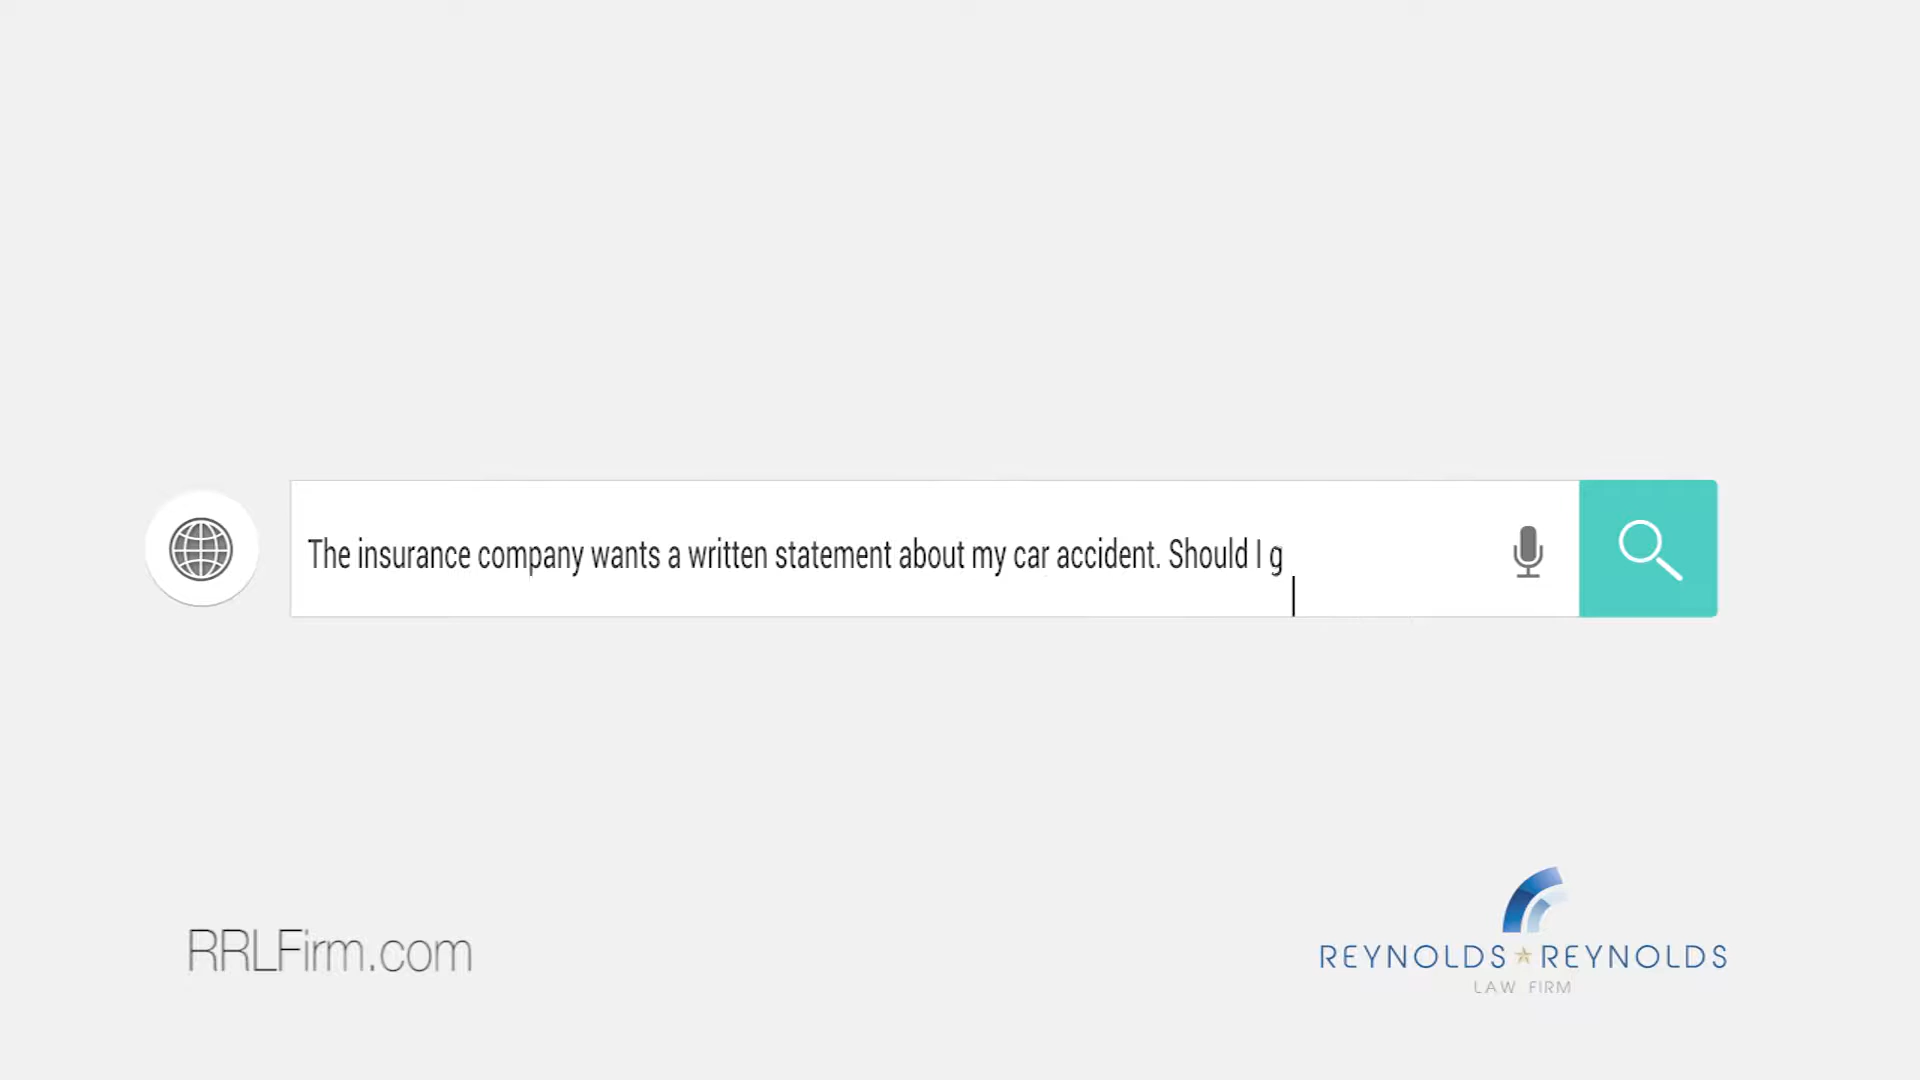 The insurance company wants a written statement about my car accident. Should I g
RRLFirm.com
REYNOLDS REYNOLDS
LAW FIRM